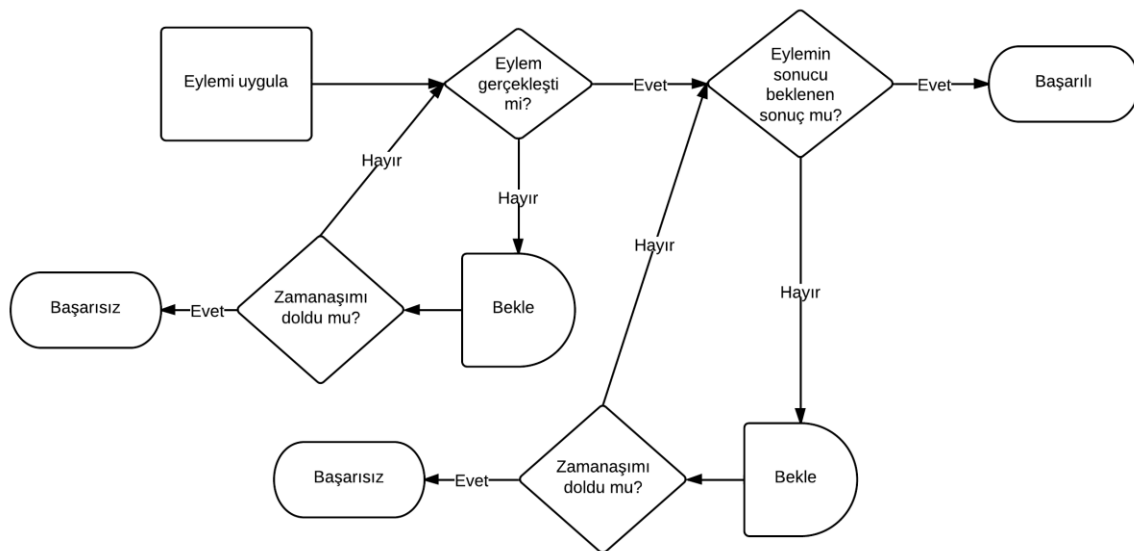 Eylemi uygula
Eylem
gerçekleşti
mi?
Evet
Eylemin
sonucu
beklenen
sonuç mu?
Evet
Başarılı
Hayır
Hayır
Hayır
Hayır
Başarısız
Evet
Zamanaşımı
doldu mu?
Bekle
Başarısız
Evet
Zamanaşımı
doldu mu?
Bekle